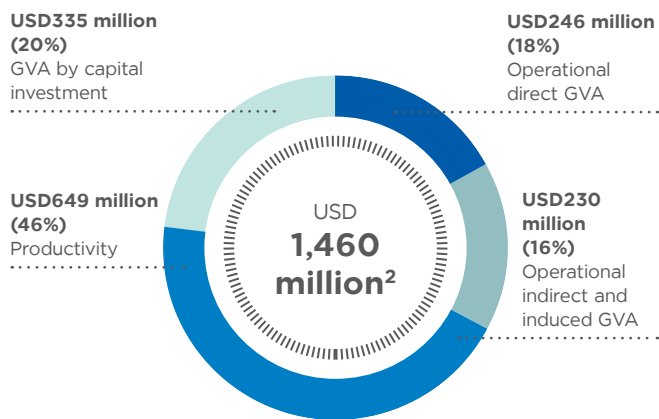 USD335 million
(20%)
GVA by capital
investment
USD246 million
(18%)
Operational
direct GVA
USD649 million
(46%)
Productivity
USD
1,460
million²
USD230
million
(16%)
Operational
indirect and
induced GVA